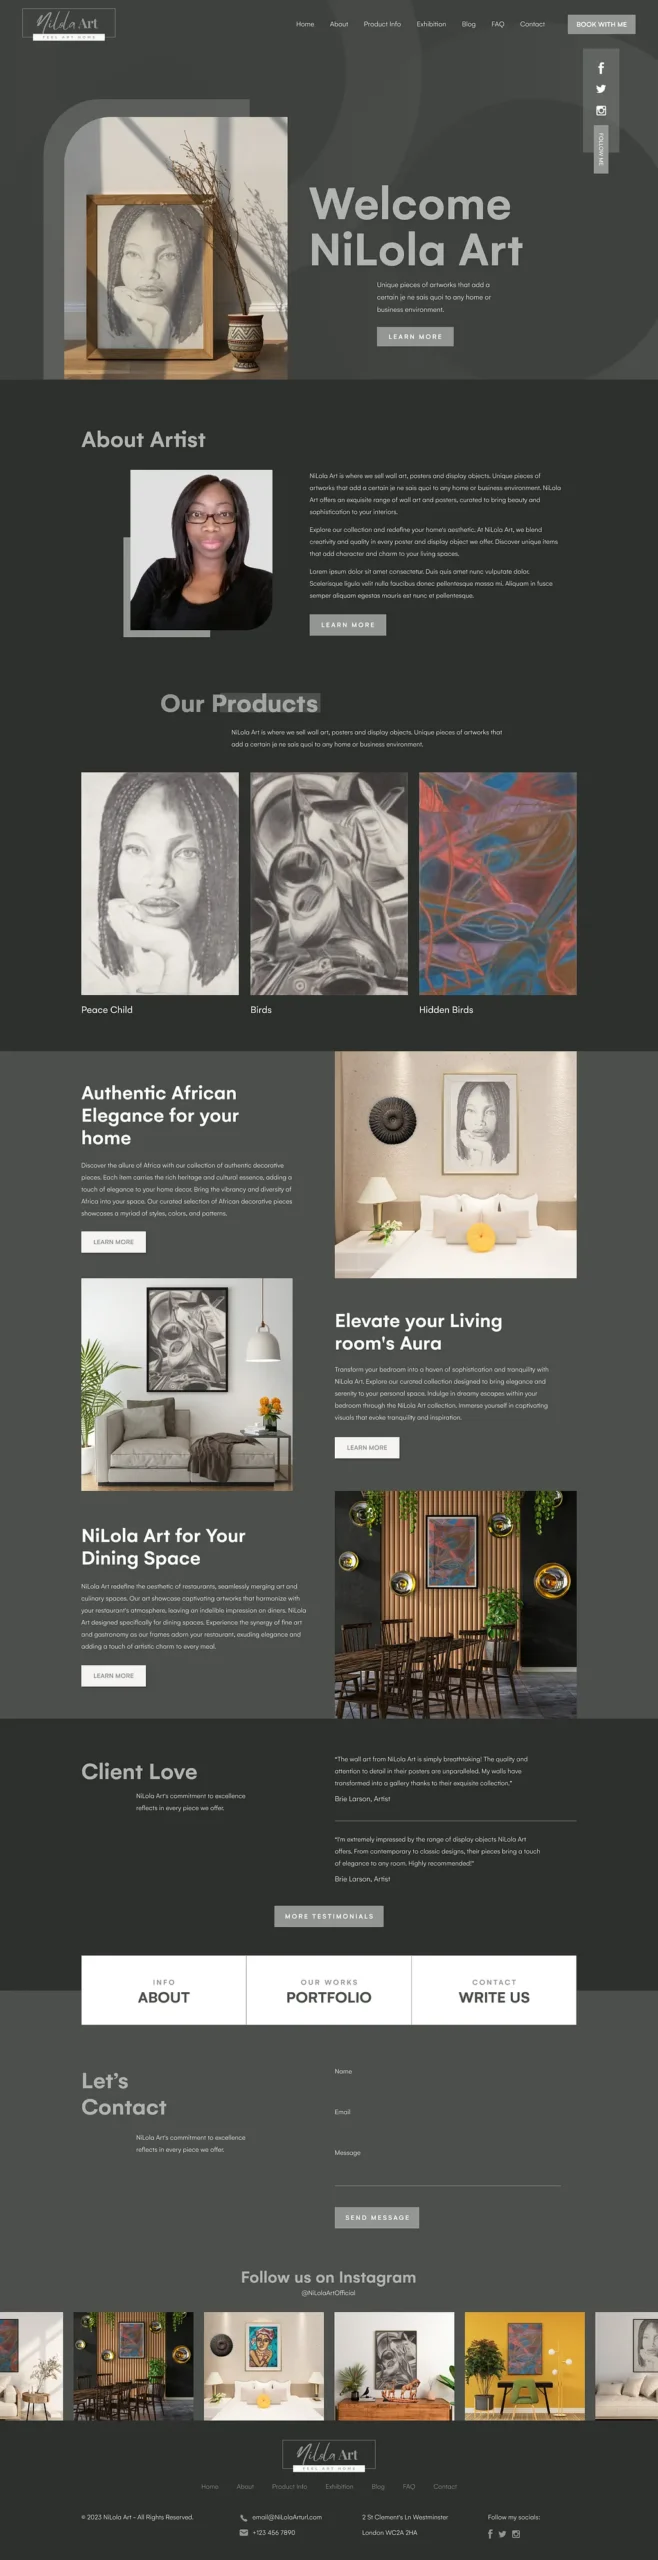 NiLola Art
FEEL ART HOME
Home About Product Info Exhibition Blog FAQ Contact BOOK WITH ME
FOLLOW ME
Welcome
NiLola Art
Unique pieces of artworks that add a
certain je ne sais quoi to any home or
business environment.
LEARN MORE
About Artist
NiLola Art is where we sell wall art, posters and display objects. Unique pieces of
artworks that add a certain je ne sais quoi to any home or business environment. NiLola
Art offers an exquisite range of wall art and posters, curated to bring beauty and
sophistication to your interiors.
Explore our collection and redefine your home's aesthetic. At NiLola Art, we blend
creativity and quality in every poster and display object we offer. Discover unique items
that add character and charm to your living spaces.
Lorem ipsum dolor sit amet consectetur. Duis quis amet nunc vulputate dolor.
Scelerisque ligula velit nulla faucibus donec pellentesque massa mi. Aliquam in fusce
semper aliquam egestas mauris est nunc et pellentesque.
LEARN MORE
Our Products
NiLola Art is where we sell wall art, posters and display objects. Unique pieces of artworks that
add a certain je ne sais quoi to any home or business environment.
Peace Child
Birds
Hidden Birds
Authentic African
Elegance for your
home
Discover the allure of Africa with our collection of authentic decorative
pieces. Each item carries the rich heritage and cultural essence, adding a
touch of elegance to your home decor. Bring the vibrancy and diversity of
Africa into your space. Our curated selection of African decorative pieces
showcases a myriad of styles, colors, and patterns.
LEARN MORE
Elevate your Living
room's Aura
Transform your bedroom into a haven of sophistication and tranquility with
NiLola Art. Explore our curated collection designed to bring elegance and
serenity to your personal space. Indulge in dreamy escapes within your
bedroom through the NiLola Art collection. Immerse yourself in captivating
visuals that evoke tranquility and inspiration.
LEARN MORE
NiLola Art for Your
Dining Space
NiLola Art redefine the aesthetic of restaurants, seamlessly merging art and
culinary spaces. Our art showcase captivating artworks that harmonize with
your restaurant's atmosphere, leaving an indelible impression on diners. NiLola
Art designed specifically for dining spaces. Experience the synergy of fine art
and gastronomy as our frames adorn your restaurant, exuding elegance and
adding a touch of artistic charm to every meal.
LEARN MORE
Client Love
NiLola Art's commitment to excellence
reflects in every piece we offer.
"The wall art from NiLola Art is simply breathtaking! The quality and
attention to detail in their posters are unparalleled. My walls have
transformed into a gallery thanks to their exquisite collection."
Brie Larson, Artist
"I'm extremely impressed by the range of display objects NiLola Art
offers. From contemporary to classic designs, their pieces bring a touch
of elegance to any room. Highly recommended!"
Brie Larson, Artist
MORE TESTIMONIALS
INFO
ABOUT
OUR WORKS
PORTFOLIO
CONTACT
WRITE US
Let's
Contact
NiLola Art's commitment to excellence
reflects in every piece we offer.
Name
Email
Message
SEND MESSAGE
Follow us on Instagram
@NiLolaArtOfficial
NiLola Art
FEEL ART HOME
Home About Product Info Exhibition Blog FAQ Contact
© 2023 NiLola Art - All Rights Reserved.
email@NiLolaArturl.com
+123 456 7890
2 St Clement's Ln Westminster
London WC2A 2HA
Follow my socials: